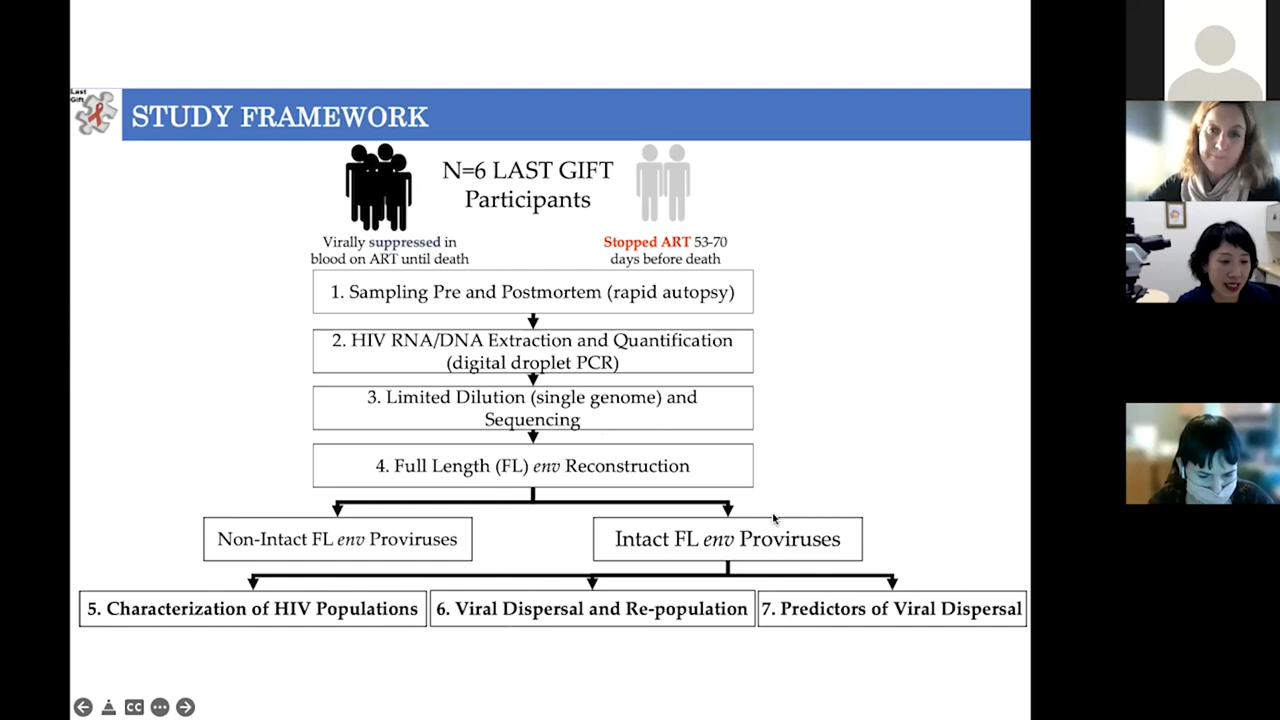 Last
Gift
STUDY FRAMEWORK
N=6 LAST GIFT
Participants
Virally suppressed in
blood on ART until death
Stopped ART 53-70
days before death
1. Sampling Pre and Postmortem (rapid autopsy)
2. HIV RNA/DNA Extraction and Quantification
(digital droplet PCR)
3. Limited Dilution (single genome) and
Sequencing
4. Full Length (FL) env Reconstruction
Non-Intact FL env Proviruses
Intact FL env Proviruses
5. Characterization of HIV Populations
6. Viral Dispersal and Re-population
7. Predictors of Viral Dispersal
CC